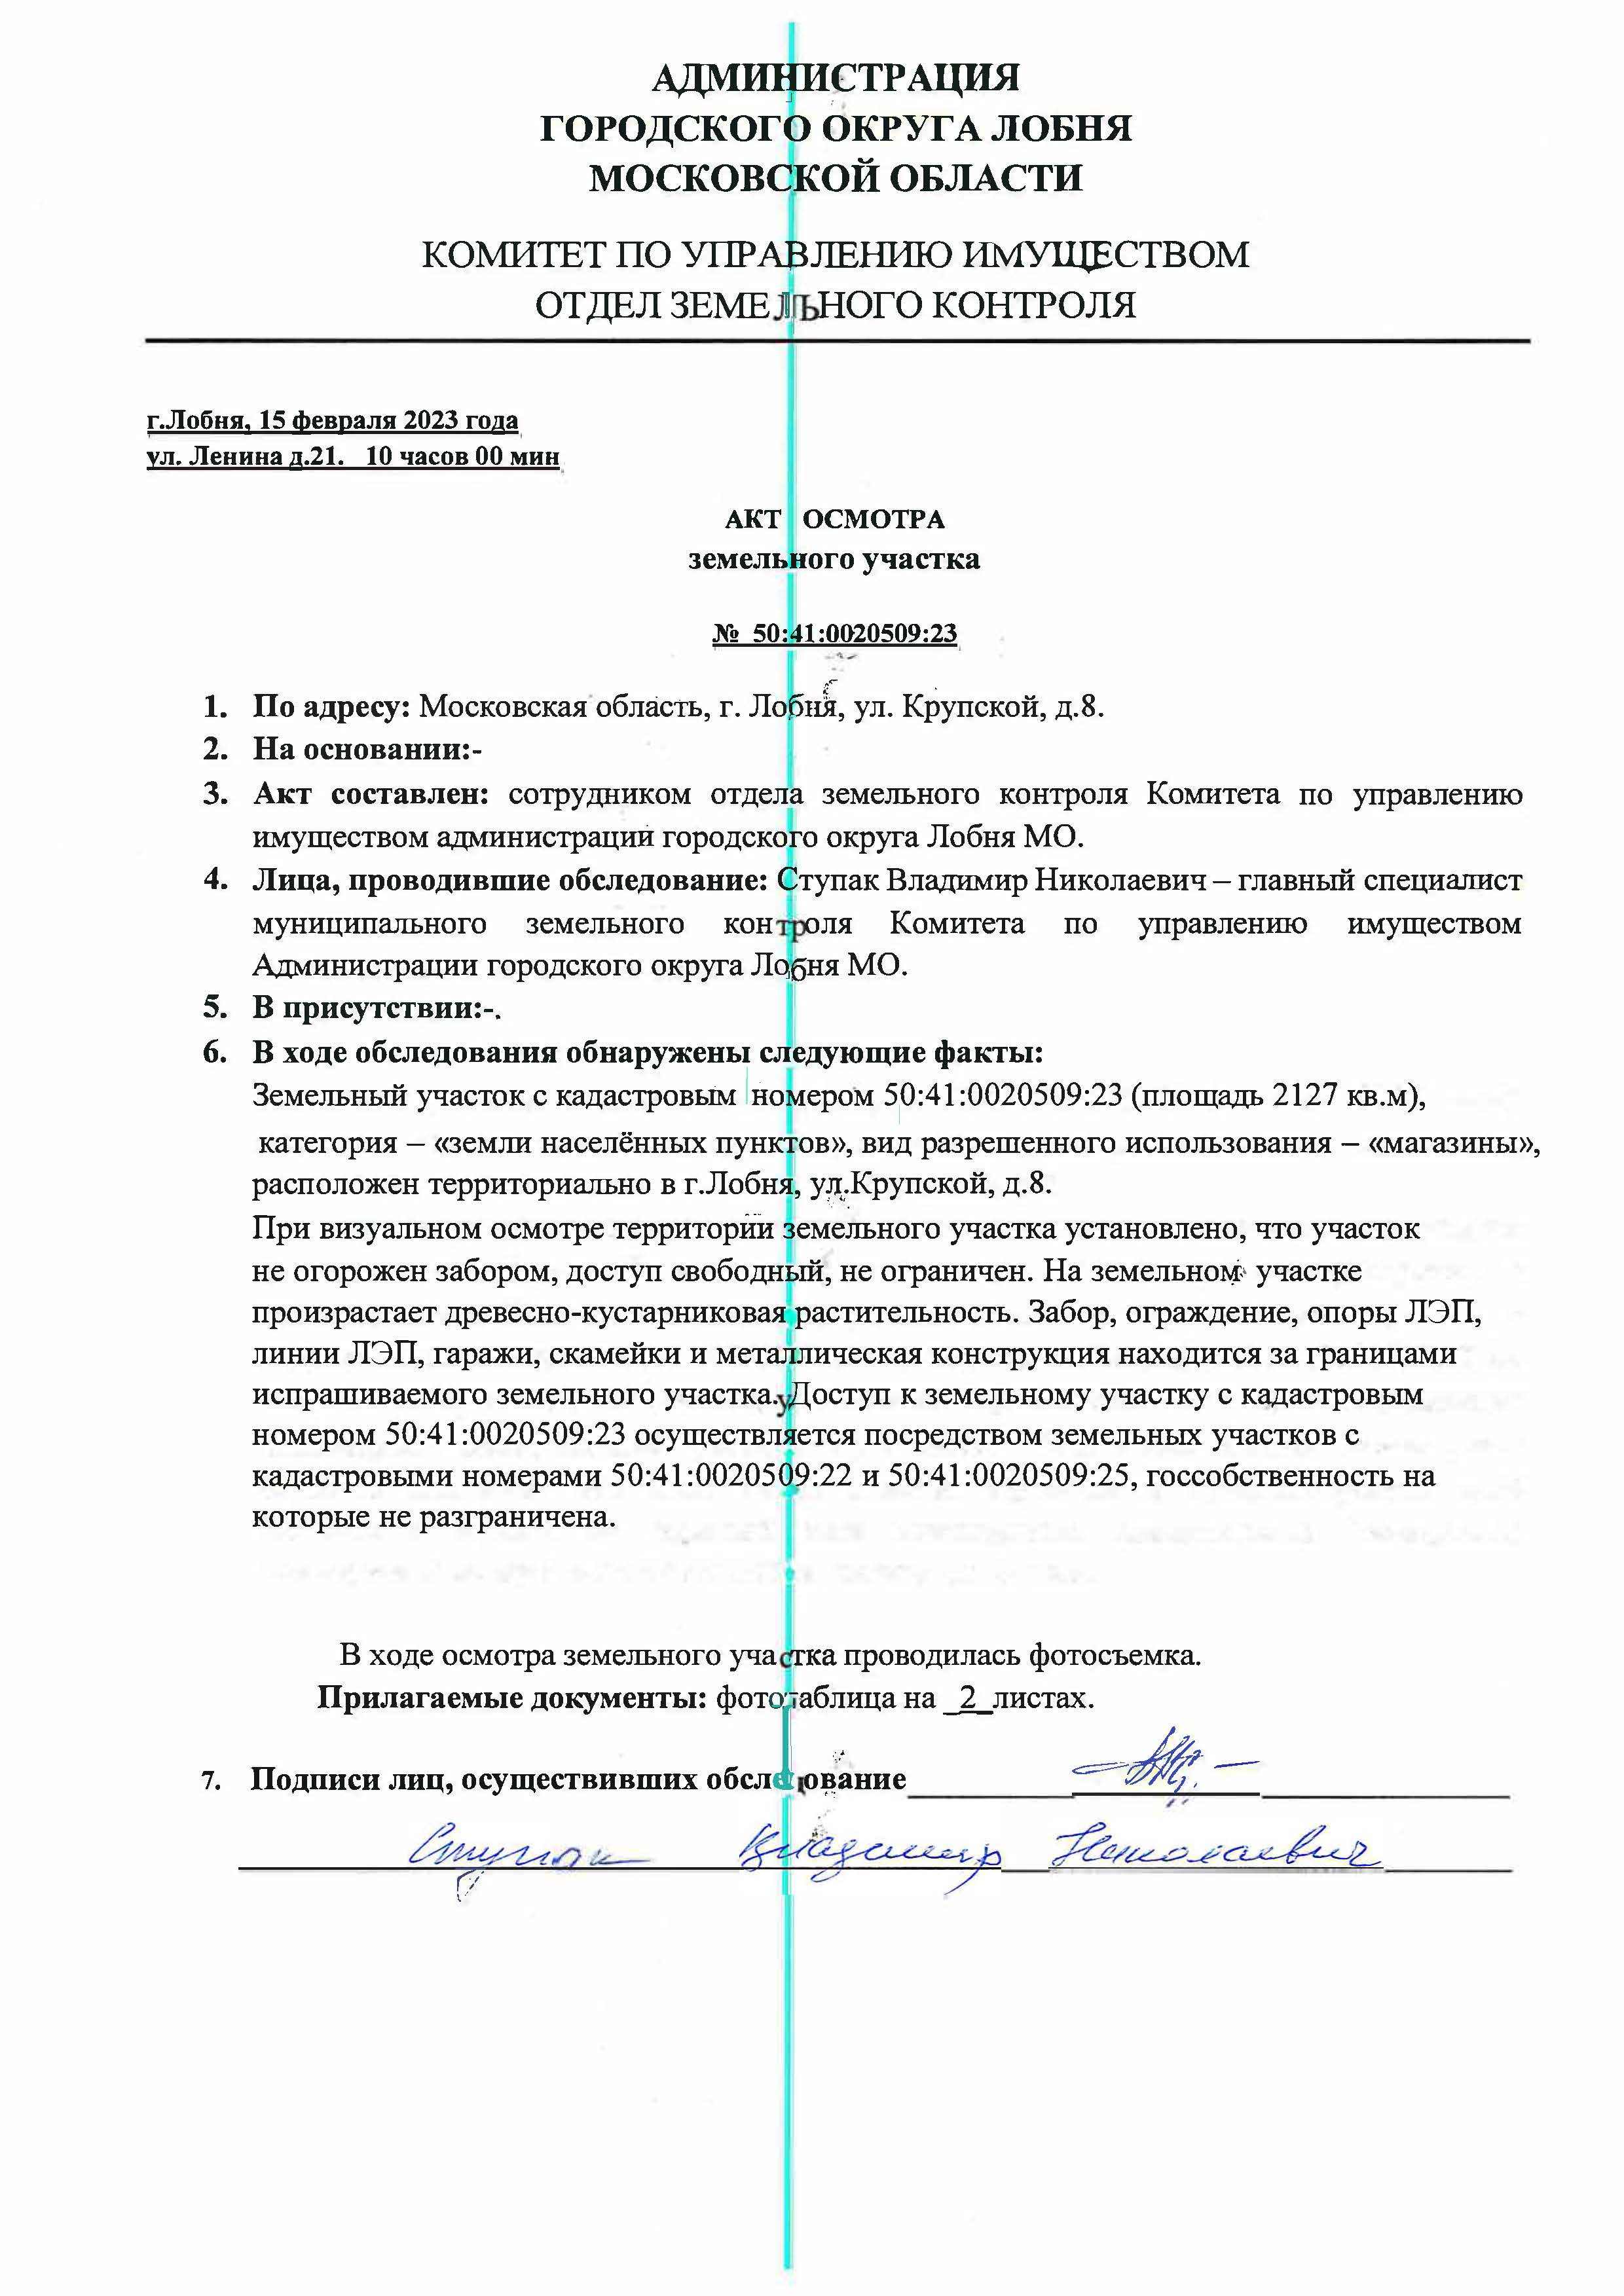 АДМИНИСТРАЦИЯ
ГОРОДСКОГО ОКРУГА ЛОБНЯ
МОСКОВСКОЙ ОБЛАСТИ
КОМИТЕТ ПО УПРАВЛЕНИЮ ИМУЩЕСТВОМ
ОТДЕЛ ЗЕМЕЛЬНОГО КОНТРОЛЯ
г.Лобня, 15 февраля 2023 года
ул. Ленина д.21. 10 часов 00 мин
АКТ ОСМОТРА
земельного участка
№ 50:41:0020509:23
1. По адресу: Московская область, г. Лобня, ул. Крупской, д.8.
2. На основании:-
3. Акт составлен: сотрудником отдела земельного контроля Комитета по управлению
имуществом администрации городского округа Лобня МО.
4. Лица, проводившие обследование: Ступак Владимир Николаевич – главный специалист
муниципального земельного контроля Комитета по управлению имуществом
Администрации городского округа Лобня МО.
5. В присутствии:-.
6. В ходе обследования обнаружены следующие факты:
Земельный участок с кадастровым номером 50:41:0020509:23 (площадь 2127 кв.м),
категория – «земли населённых пунктов», вид разрешенного использования – «магазины»,
расположен территориально в г.Лобня, ул.Крупской, д.8.
При визуальном осмотре территории земельного участка установлено, что участок
не огорожен забором, доступ свободный, не ограничен. На земельном участке
произрастает древесно-кустарниковая растительность. Забор, ограждение, опоры ЛЭП,
линии ЛЭП, гаражи, скамейки и металлическая конструкция находится за границами
испрашиваемого земельного участка. Доступ к земельному участку с кадастровым
номером 50:41:0020509:23 осуществляется посредством земельных участков с
кадастровыми номерами 50:41:0020509:22 и 50:41:0020509:25, госсобственность на
которые не разграничена.
В ходе осмотра земельного участка проводилась фотосъемка.
Прилагаемые документы: фототаблица на _2_листах.
7. Подписи лиц, осуществивших обследование
Ступак Владимир Николаевич